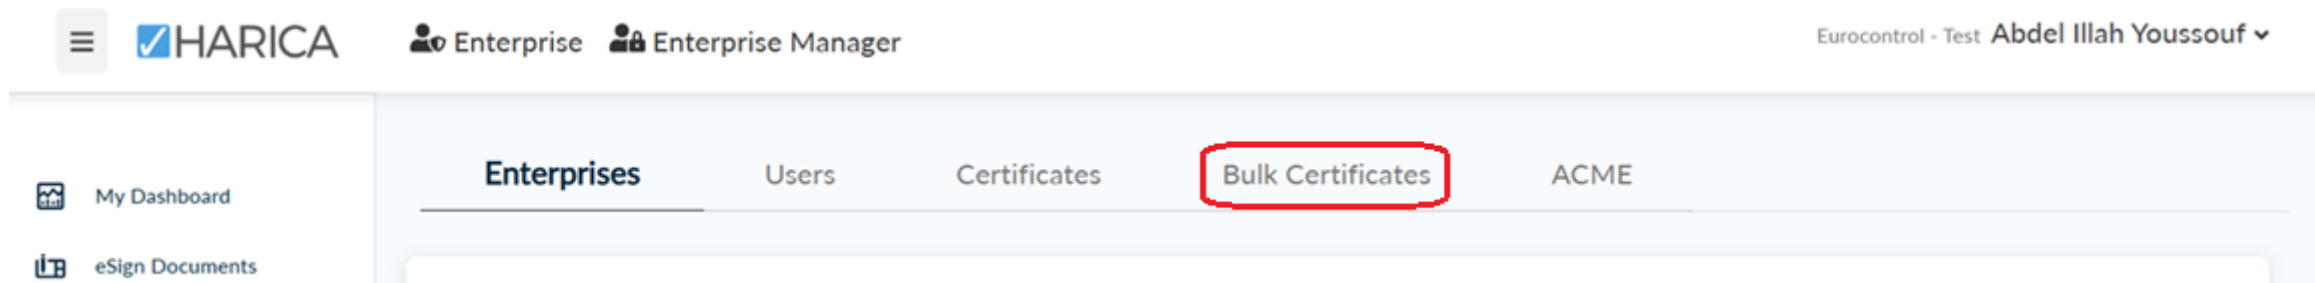 HARICA Enterprise Enterprise Manager Eurocontrol - Test Abdel Illah Youssouf
Enterprises Users Certificates Bulk Certificates ACME
My Dashboard
eSign Documents